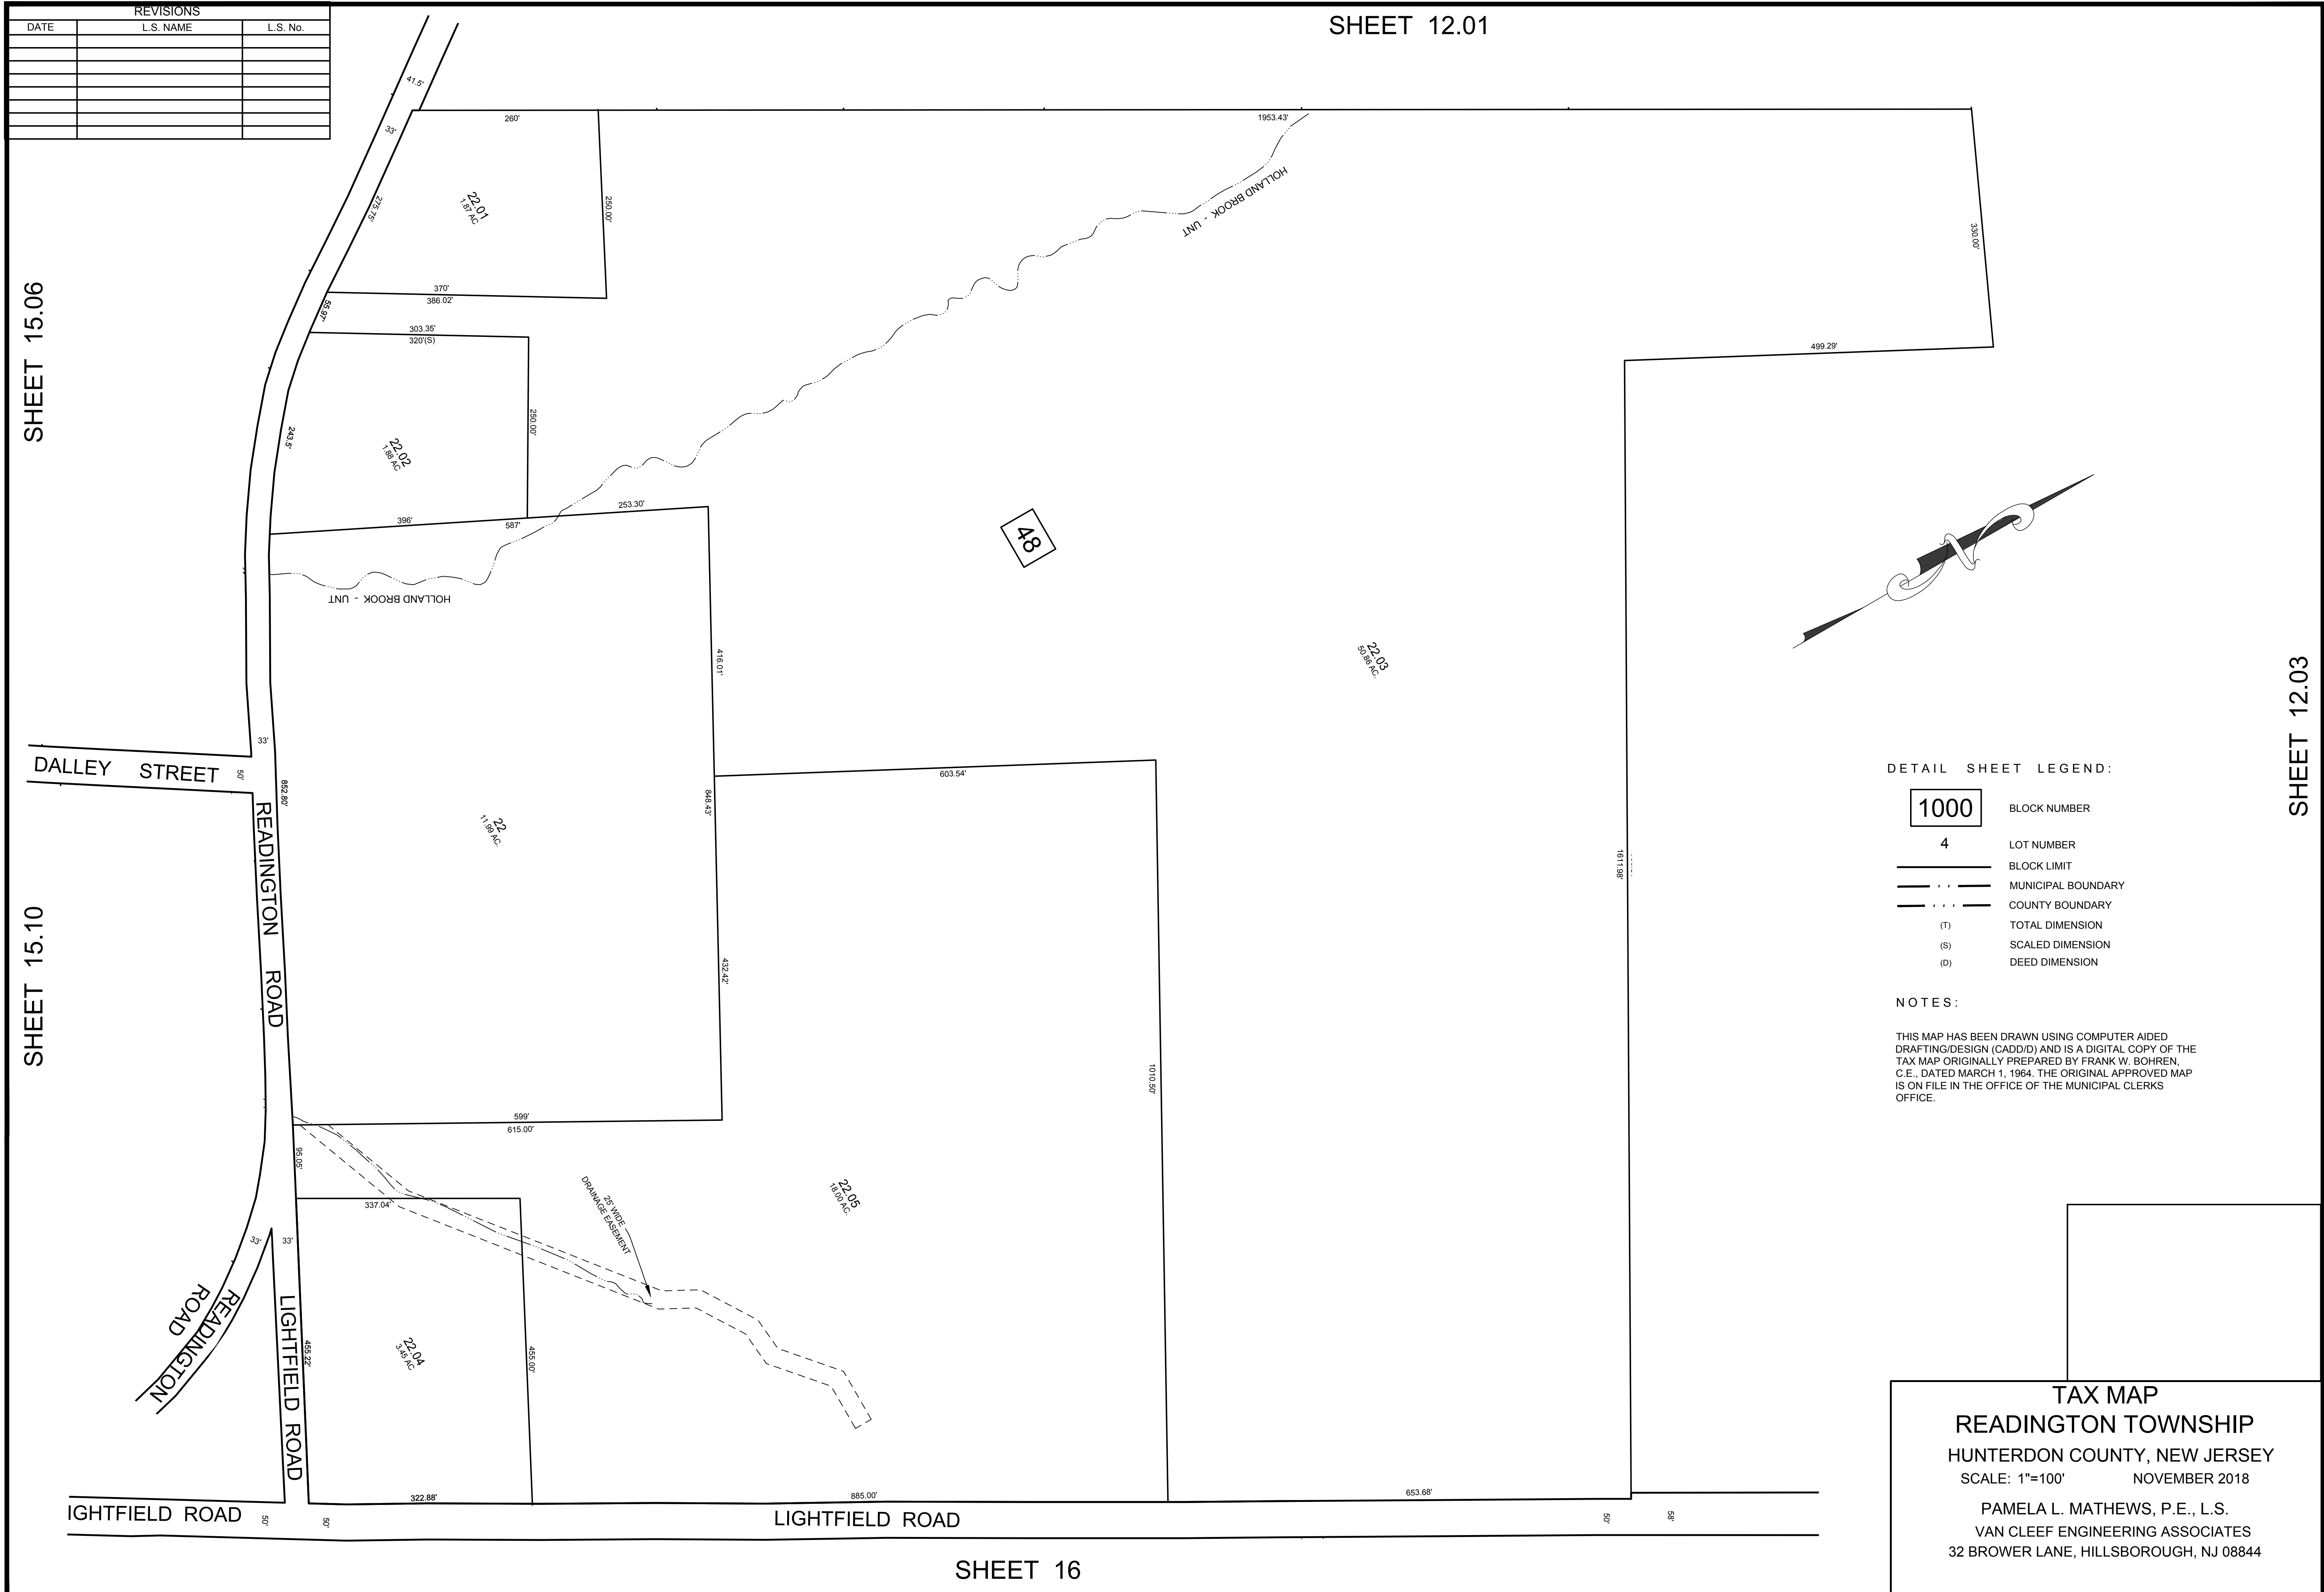 REVISIONS
DATE L.S. NAME L.S. No.
SHEET 12.01
SHEET 15.06
SHEET 15.10
SHEET 12.03
SHEET 16
41.5'
33'
260'
1953.43'
275.75'
22.01
1.87 AC
250.00'
HOLLAND BROOK - UNT
330.00'
370'
386.02'
55.97'
303.35'
320'(S)
499.29'
243.5'
22.02
1.88 AC.
250.00'
253.30'
396'
587'
48
HOLLAND BROOK - UNT
416.01'
22.03
50.86 AC.
N
33'
DALLEY STREET
50'
603.54'
852.80'
848.43'
READINGTON ROAD
22
11.99 AC.
1611.98'
432.42'
1010.50'
599'
615.00'
95.05'
337.04'
25' WIDE
DRAINAGE EASEMENT
22.05
18.00 AC.
33'
33'
READINGTON
ROAD
LIGHTFIELD ROAD
455.22'
22.04
3.45 AC
455.00'
322.88'
885.00'
653.68'
IGHTFIELD ROAD
50'
50'
LIGHTFIELD ROAD
50'
58'
DETAIL SHEET LEGEND:
1000 BLOCK NUMBER
4 LOT NUMBER
BLOCK LIMIT
MUNICIPAL BOUNDARY
COUNTY BOUNDARY
(T) TOTAL DIMENSION
(S) SCALED DIMENSION
(D) DEED DIMENSION
NOTES:
THIS MAP HAS BEEN DRAWN USING COMPUTER AIDED
DRAFTING/DESIGN (CADD/D) AND IS A DIGITAL COPY OF THE
TAX MAP ORIGINALLY PREPARED BY FRANK W. BOHREN,
C.E., DATED MARCH 1, 1964. THE ORIGINAL APPROVED MAP
IS ON FILE IN THE OFFICE OF THE MUNICIPAL CLERKS
OFFICE.
TAX MAP
READINGTON TOWNSHIP
HUNTERDON COUNTY, NEW JERSEY
SCALE: 1"=100' NOVEMBER 2018
PAMELA L. MATHEWS, P.E., L.S.
VAN CLEEF ENGINEERING ASSOCIATES
32 BROWER LANE, HILLSBOROUGH, NJ 08844